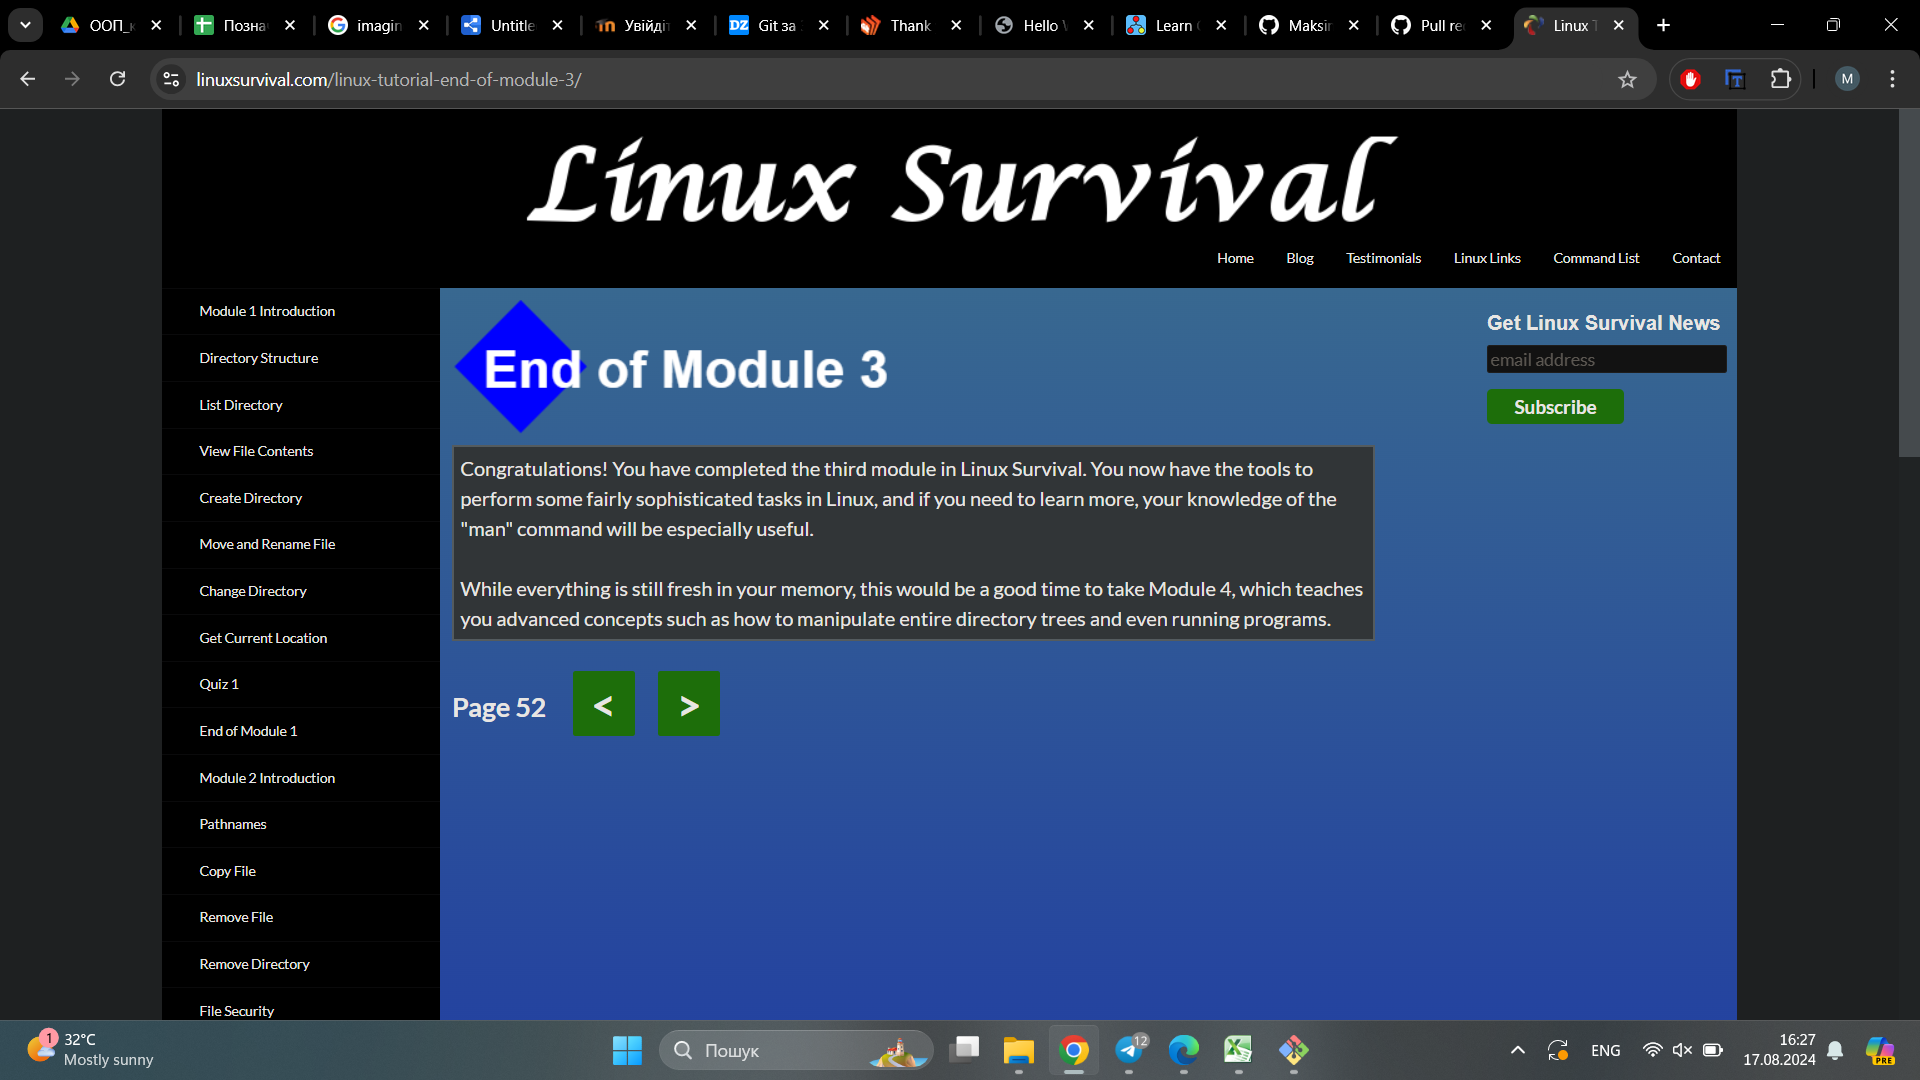 ООП_к
Позна
imagin
Untitle
Увійді
DZ Git за
Thank
Hello
Learn
Maksi
Pull re
Linux T
linuxsurvival.com/linux-tutorial-end-of-module-3/
M
Linux Survival
Home Blog Testimonials Linux Links Command List Contact
Module 1 Introduction
Directory Structure
List Directory
View File Contents
Create Directory
Move and Rename File
Change Directory
Get Current Location
Quiz 1
End of Module 1
Module 2 Introduction
Pathnames
Copy File
Remove File
Remove Directory
File Security
End of Module 3
Congratulations! You have completed the third module in Linux Survival. You now have the tools to
perform some fairly sophisticated tasks in Linux, and if you need to learn more, your knowledge of the
"man" command will be especially useful.
While everything is still fresh in your memory, this would be a good time to take Module 4, which teaches
you advanced concepts such as how to manipulate entire directory trees and even running programs.
Page 52 < >
Get Linux Survival News
email address
Subscribe
1
32°C
Mostly sunny
Пошук
12
ENG
16:27
17.08.2024
PRE